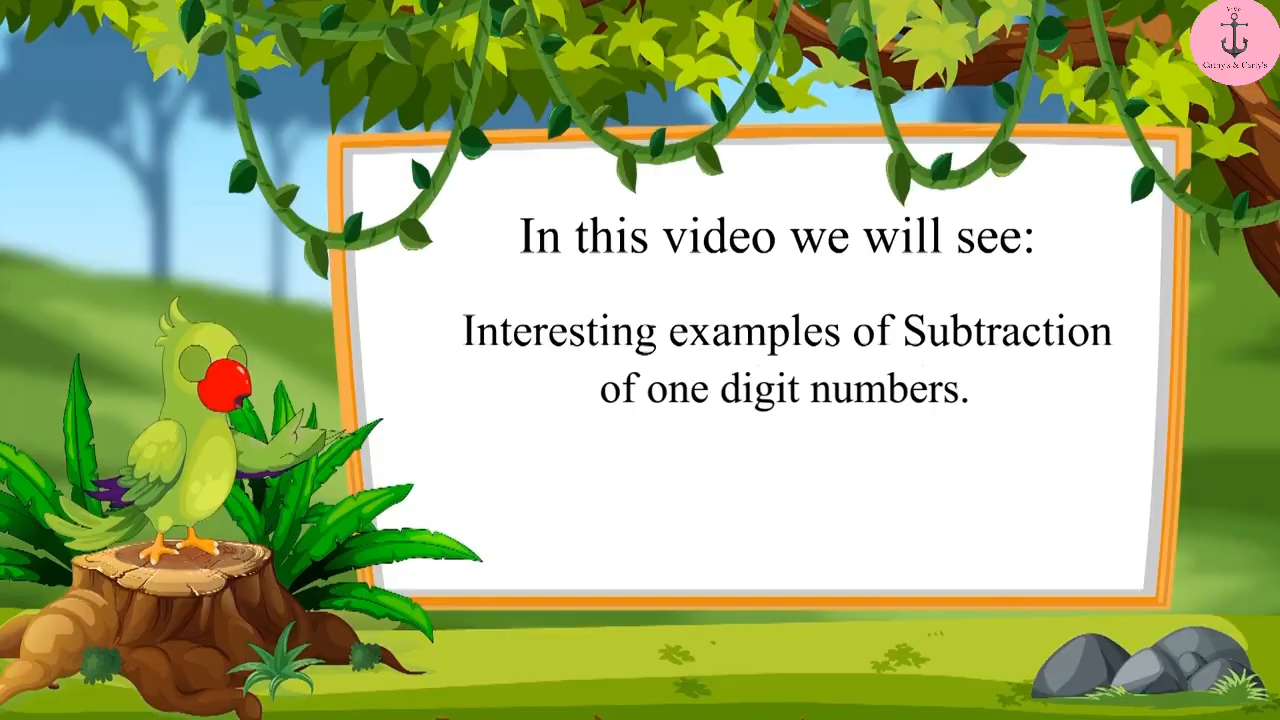 In this video we will see:
Interesting examples of Subtraction
of one digit numbers.